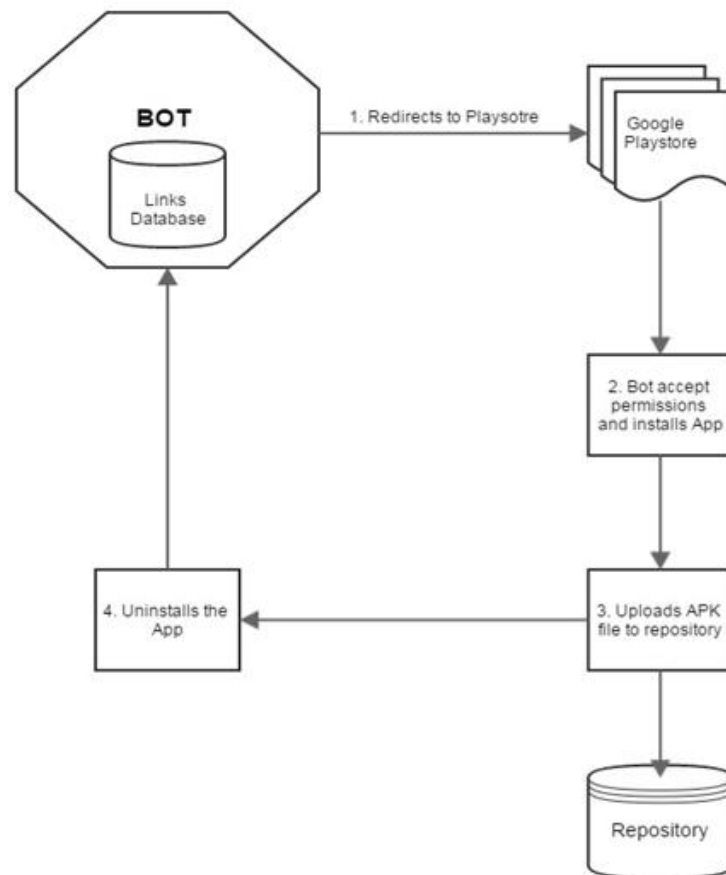 BOT
Links
Database
1. Redirects to Playsotre
Google
Playstore
2. Bot accept
permissions
and installs App
3. Uploads APK
file to repository
4. Uninstalls the
App
Repository